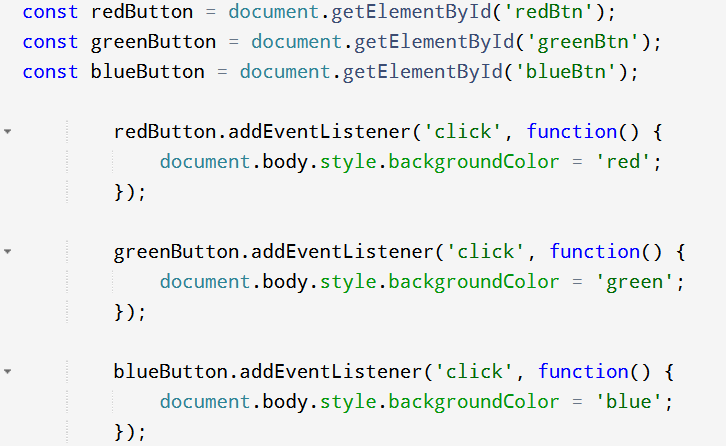 const redButton = document.getElementById('redBtn');
const greenButton = document.getElementById('greenBtn');
const blueButton = document.getElementById('blueBtn');
redButton.addEventListener('click', function() {
document.body.style.backgroundColor = 'red';
});
greenButton.addEventListener('click', function() {
document.body.style.backgroundColor = 'green';
});
blueButton.addEventListener('click', function() {
document.body.style.backgroundColor = 'blue';
});